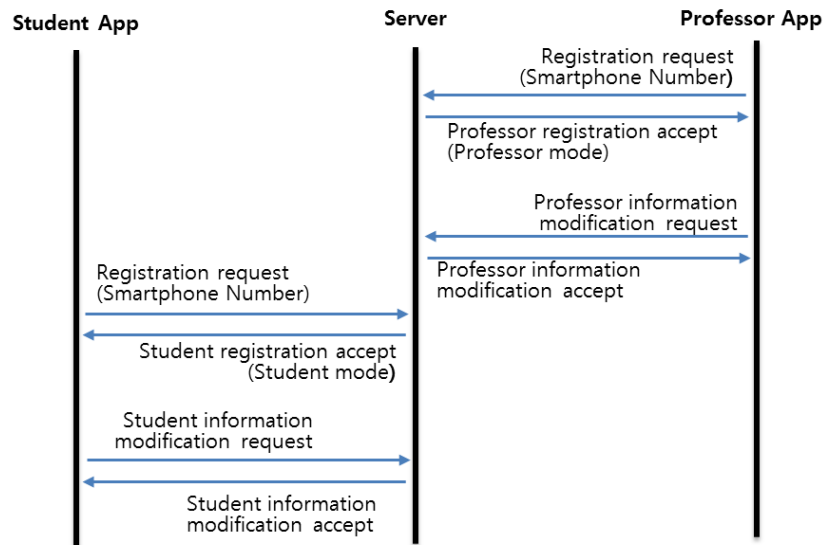 Student App
Server
Professor App
Registration request
(Smartphone Number)
Professor registration accept
(Professor mode)
Professor information
modification request
Professor information
modification accept
Registration request
(Smartphone Number)
Student registration accept
(Student mode)
Student information
modification request
Student information
modification accept